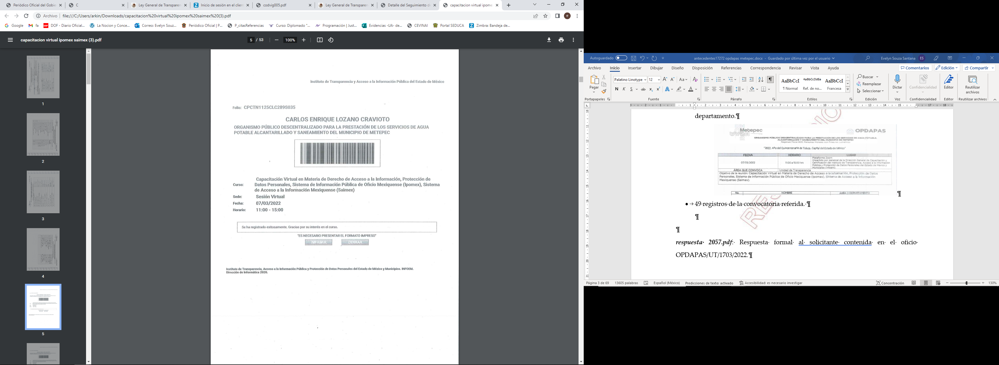 Periódico Oficial del Gobie
C
Ley General de Transparen
Inicio de sesión en el client
codvig005.pdf
Ley General de Transparen
Detalle del Seguimiento de
capacitacion virtual ipome
Archivo
file:///C:/Users/arkin/Downloads/capacitacion%20virtual%20ipomex%20saimex%20(3).pdf
Google
fa
DOF - Diario Oficial...
La Nocion y Conce...
Correo: Evelyn Souz...
Periódico Oficial | P...
P_citasReferencias
Curso: Diplomado "...
Programación | Just...
Evidencias -UA- de...
CEVINAI
Portal SEDUCA
Zimbra: Bandeja de...
capacitacion virtual ipomex saimex (3).pdf
5 / 53
100%
1
2
3
4
5
Instituto de Transparencia y Acceso a la Información Pública del Estado de México
Folio: CPCTN1125CLC289S035
CARLOS ENRIQUE LOZANO CRAVIOTO
ORGANISMO PÚBLICO DESCENTRALIZADO PARA LA PRESTACIÓN DE LOS SERVICIOS DE AGUA
POTABLE ALCANTARILLADO Y SANEAMIENTO DEL MUNICIPIO DE METEPEC
Capacitación Virtual en Materia de Derecho de Acceso a la Información, Protección de
Curso: Datos Personales, Sistema de Información Pública de Oficio Mexiquense (Ipomex), Sistema
de Acceso a la Información Mexiquense (Saimex)
Sede: Sesión Virtual
Fecha: 07/03/2022
Horario: 11:00 - 15:00
Se ha registrado exitosamente. Gracias por su interés en el curso.
"ES NECESARIO PRESENTAR EL FORMATO IMPRESO"
IMPRIMIR
CERRAR
Instituto de Transparencia, Acceso a la Información Pública y Protección de Datos Personales del Estado de México y Municipios. INFOEM.
Dirección de Informática 2020.
Autoguardado
antecedentes17272 opdapas metepec.docx - Guardado por última vez por el usuario
Evelyn Souza Santana
ES
Archivo
Inicio
Insertar
Dibujar
Diseño
Disposición
Referencias
Correspondencia
Revisar
Vista
Ayuda
Comentarios
Edición
Compartir
Pegar
Palatino Linotype
12
AaBbCcI
AaBbCcDdEe
AaBbCcI
¶ Normal
Ref. de no...
Francesa
Buscar
Reemplazar
Seleccionar
Dictar
Confidencialidad
Editor
Reutilizar
archivos
Portapapeles
Fuente
Párrafo
Estilos
Edición
Voz
Confidencialidad
Editor
Reutilizar archivos
departamento.¶
Metepec
OPDAPAS
ORGANISMO PÚBLICO DESCENTRALIZADO PARA LA PRESTACIÓN DE LOS SERVICIOS DE AGUA POTABLE,
ALCANTARILLADO Y SANEAMIENTO DEL MUNICIPIO DE METEPEC
Régimen Fiscal 603: Personas Morales con Fines no Lucrativos
"2022. Año del Quincentenario de Toluca, Capital del Estado de México"
FECHA
HORARIO
LUGAR
07/03/2022
11:00 a 15:00 hrs
Plataforma Zoom
Impartido por personal de la Dirección General de Capacitación y
Certificación del Instituto de Transparencia, Acceso a la Información
Pública y Protección de Datos Personales del Estado de México y
Municipios (Infoem).
ÁREA QUE CONVOCA
Unidad de Transparencia
Objetivo de la reunión: Capacitación Virtual en Materia de Derecho de Acceso a la Información, Protección de Datos
Personales, Sistema de Información Pública de Oficio Mexiquense (Ipomex), Sistema de Acceso a la Información
Mexiquense (Saimex).
No.
NOMBRE
ÁREA O DEPARTAMENTO
¶
49·registros·de·la·convocatoria·referida.·¶
¶
¶
respuesta· 2057.pdf:· Respuesta· formal· al· solicitante· contenida· en· el· oficio·
OPDAPAS/UT/1703/2022.¶
Página 3 de 69
13605 palabras
Español (México)
Predicciones de texto: activado
Accesibilidad: es necesario investigar
Concentración
130%